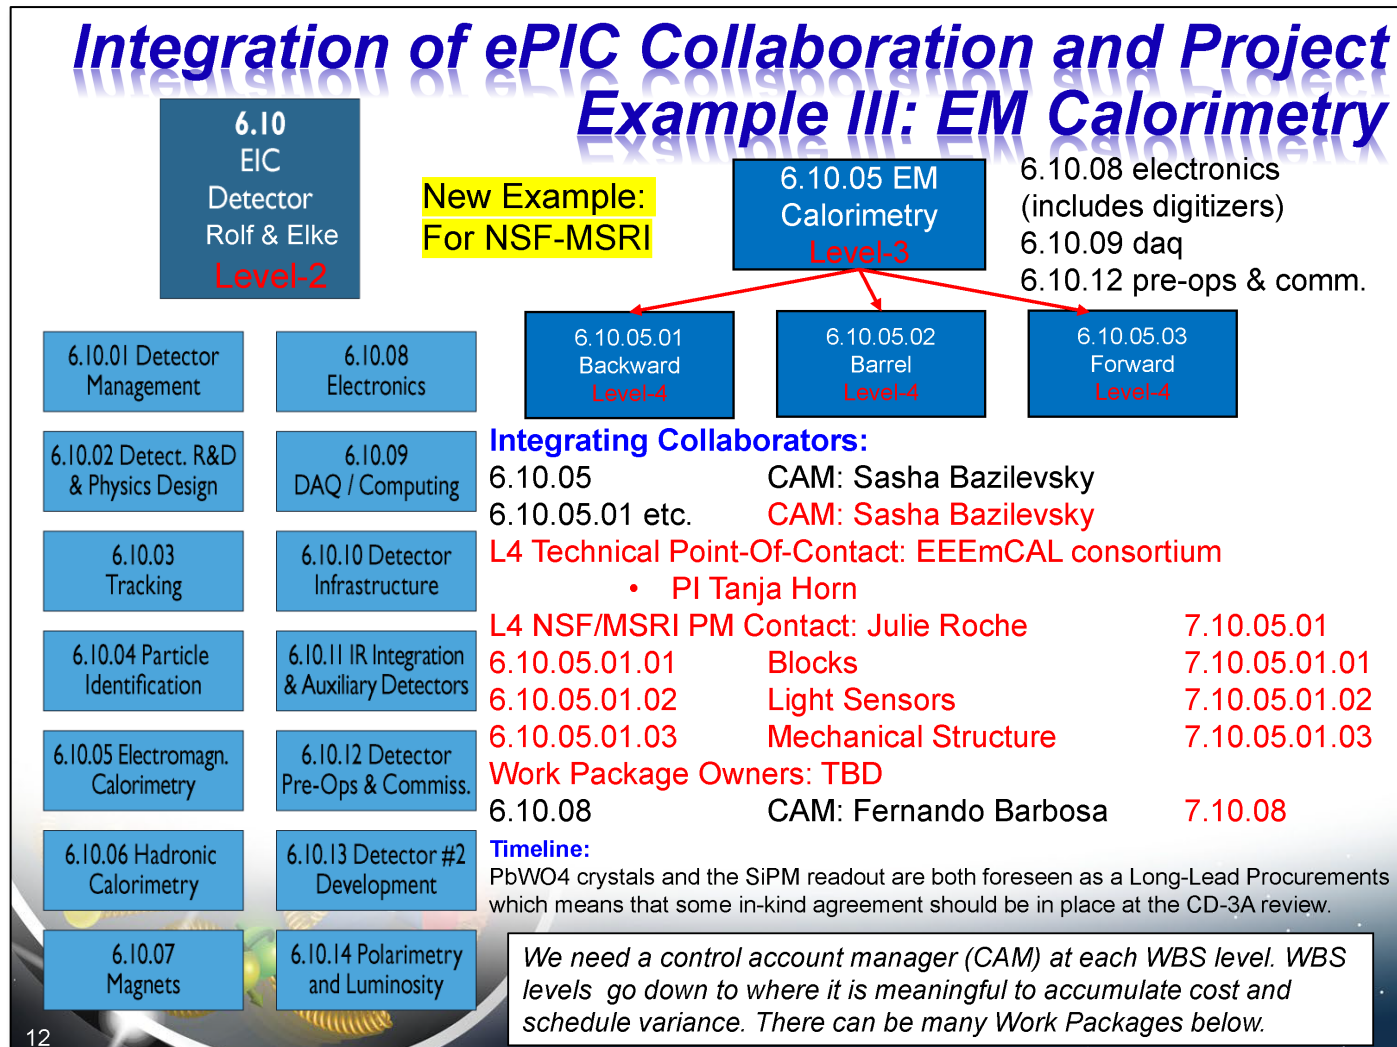 Integration of ePIC Collaboration and Project
Example III: EM Calorimetry
6.10
EIC
Detector
Rolf & Elke
Level-2
New Example:
For NSF-MSRI
6.10.05 EM
Calorimetry
Level-3
6.10.08 electronics
(includes digitizers)
6.10.09 daq
6.10.12 pre-ops & comm.
6.10.05.01
Backward
Level-4
6.10.05.02
Barrel
Level-4
6.10.05.03
Forward
Level-4
6.10.01 Detector
Management
6.10.08
Electronics
6.10.02 Detect. R&D
& Physics Design
6.10.09
DAQ / Computing
6.10.03
Tracking
6.10.10 Detector
Infrastructure
6.10.04 Particle
Identification
6.10.11 IR Integration
& Auxiliary Detectors
6.10.05 Electromagn.
Calorimetry
6.10.12 Detector
Pre-Ops & Commiss.
6.10.06 Hadronic
Calorimetry
6.10.13 Detector #2
Development
6.10.07
Magnets
6.10.14 Polarimetry
and Luminosity
Integrating Collaborators:
6.10.05 CAM: Sasha Bazilevsky
6.10.05.01 etc. CAM: Sasha Bazilevsky
L4 Technical Point-Of-Contact: EEEmCAL consortium
• PI Tanja Horn
L4 NSF/MSRI PM Contact: Julie Roche 7.10.05.01
6.10.05.01.01 Blocks 7.10.05.01.01
6.10.05.01.02 Light Sensors 7.10.05.01.02
6.10.05.01.03 Mechanical Structure 7.10.05.01.03
Work Package Owners: TBD
6.10.08 CAM: Fernando Barbosa 7.10.08
Timeline:
PbWO4 crystals and the SiPM readout are both foreseen as a Long-Lead Procurements
which means that some in-kind agreement should be in place at the CD-3A review.
We need a control account manager (CAM) at each WBS level. WBS
levels go down to where it is meaningful to accumulate cost and
schedule variance. There can be many Work Packages below.
12